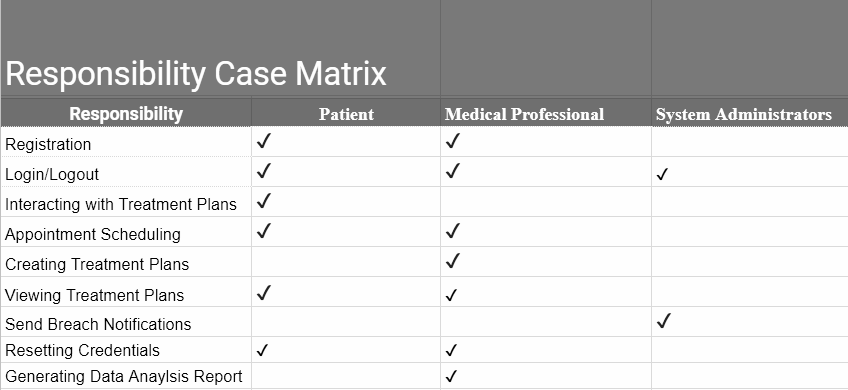 Responsibility Case Matrix
Responsibility Patient Medical Professional System Administrators
Registration ✓ ✓
Login/Logout ✓ ✓ ✓
Interacting with Treatment Plans ✓
Appointment Scheduling ✓ ✓
Creating Treatment Plans ✓
Viewing Treatment Plans ✓ ✓
Send Breach Notifications ✓
Resetting Credentials ✓ ✓
Generating Data Anaylsis Report ✓